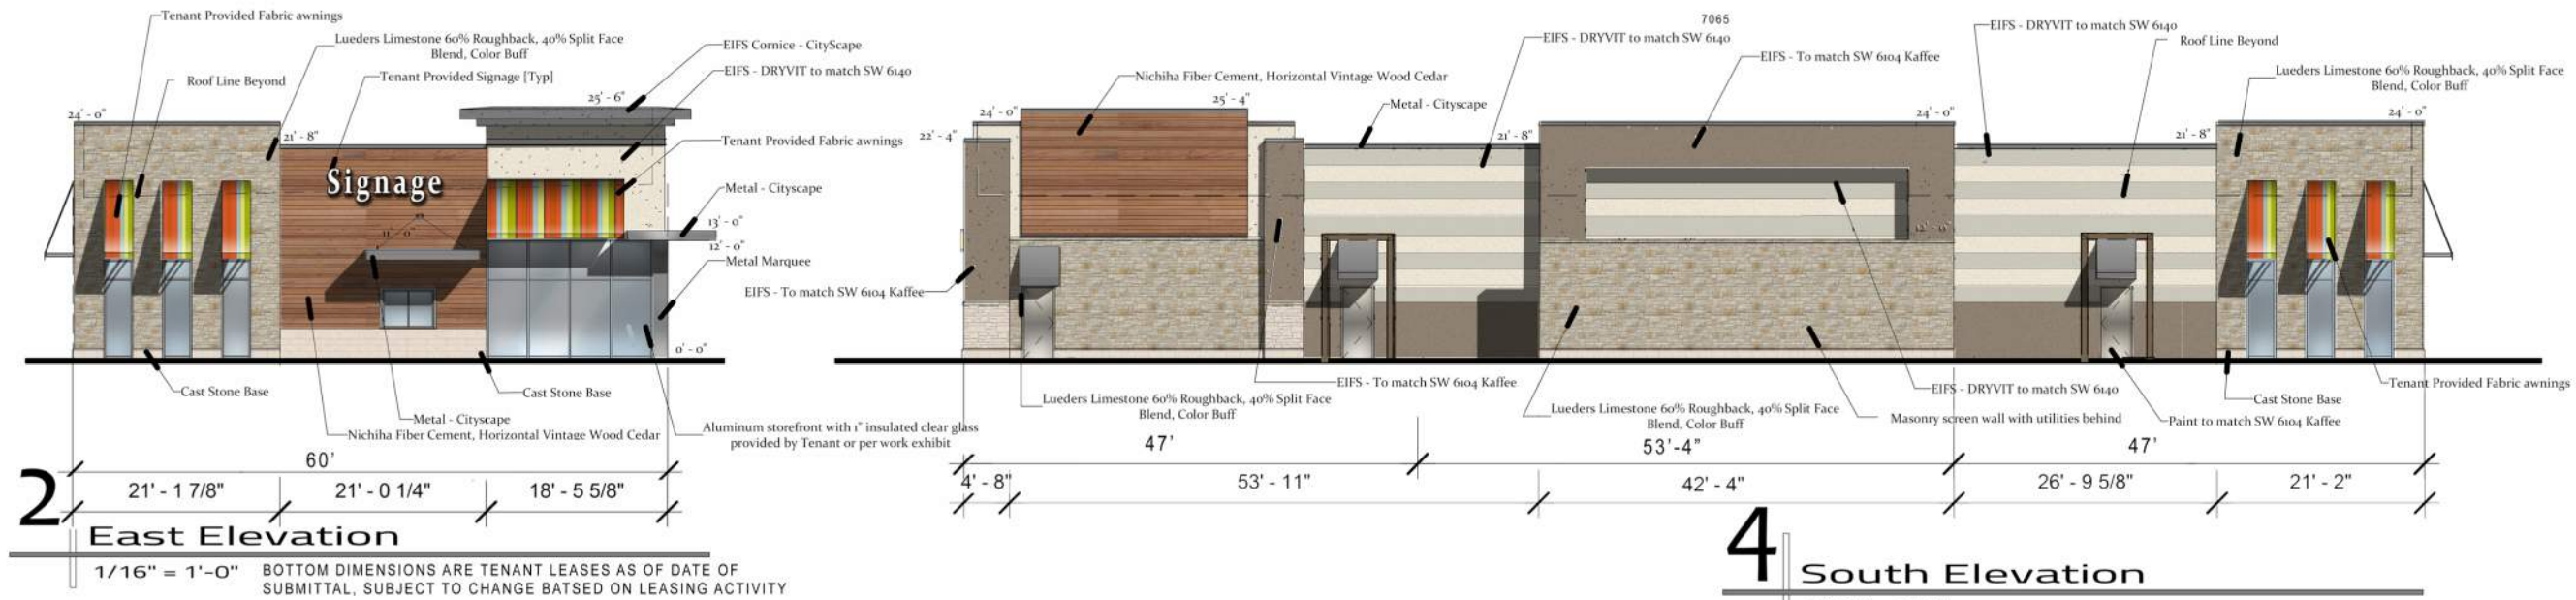 Tenant Provided Fabric awnings
Lueders Limestone 60% Roughback, 40% Split Face
Blend, Color Buff
Roof Line Beyond
Tenant Provided Signage [Typ]
EIFS Cornice - CityScape
EIFS - DRYVIT to match SW 6140
25' - 6"
24' - 0"
21' - 8"
Tenant Provided Fabric awnings
Signage
Metal - Cityscape
13' - 0"
11' - 0"
12' - 0"
Metal Marquee
0' - 0"
Cast Stone Base
Cast Stone Base
Metal - Cityscape
Nichiha Fiber Cement, Horizontal Vintage Wood Cedar
Aluminum storefront with 1" insulated clear glass
provided by Tenant or per work exhibit
60'
21' - 1 7/8"
21' - 0 1/4"
18' - 5 5/8"
2
East Elevation
1/16" = 1'-0"
BOTTOM DIMENSIONS ARE TENANT LEASES AS OF DATE OF
SUBMITTAL, SUBJECT TO CHANGE BATSED ON LEASING ACTIVITY
7065
EIFS - DRYVIT to match SW 6140
EIFS - DRYVIT to match SW 6140
Roof Line Beyond
EIFS - To match SW 6104 Kaffee
Nichiha Fiber Cement, Horizontal Vintage Wood Cedar
Lueders Limestone 60% Roughback, 40% Split Face
Blend, Color Buff
Metal - Cityscape
25' - 4"
24' - 0"
22' - 4"
21' - 8"
24' - 0"
21' - 8"
24' - 0"
12' - 0"
EIFS - To match SW 6104 Kaffee
EIFS - To match SW 6104 Kaffee
Lueders Limestone 60% Roughback, 40% Split Face
Blend, Color Buff
Lueders Limestone 60% Roughback, 40% Split Face
Blend, Color Buff
EIFS - DRYVIT to match SW 6140
Masonry screen wall with utilities behind
Tenant Provided Fabric awnings
Cast Stone Base
Paint to match SW 6104 Kaffee
47'
53'-4"
47'
4' - 8"
53' - 11"
42' - 4"
26' - 9 5/8"
21' - 2"
4
South Elevation